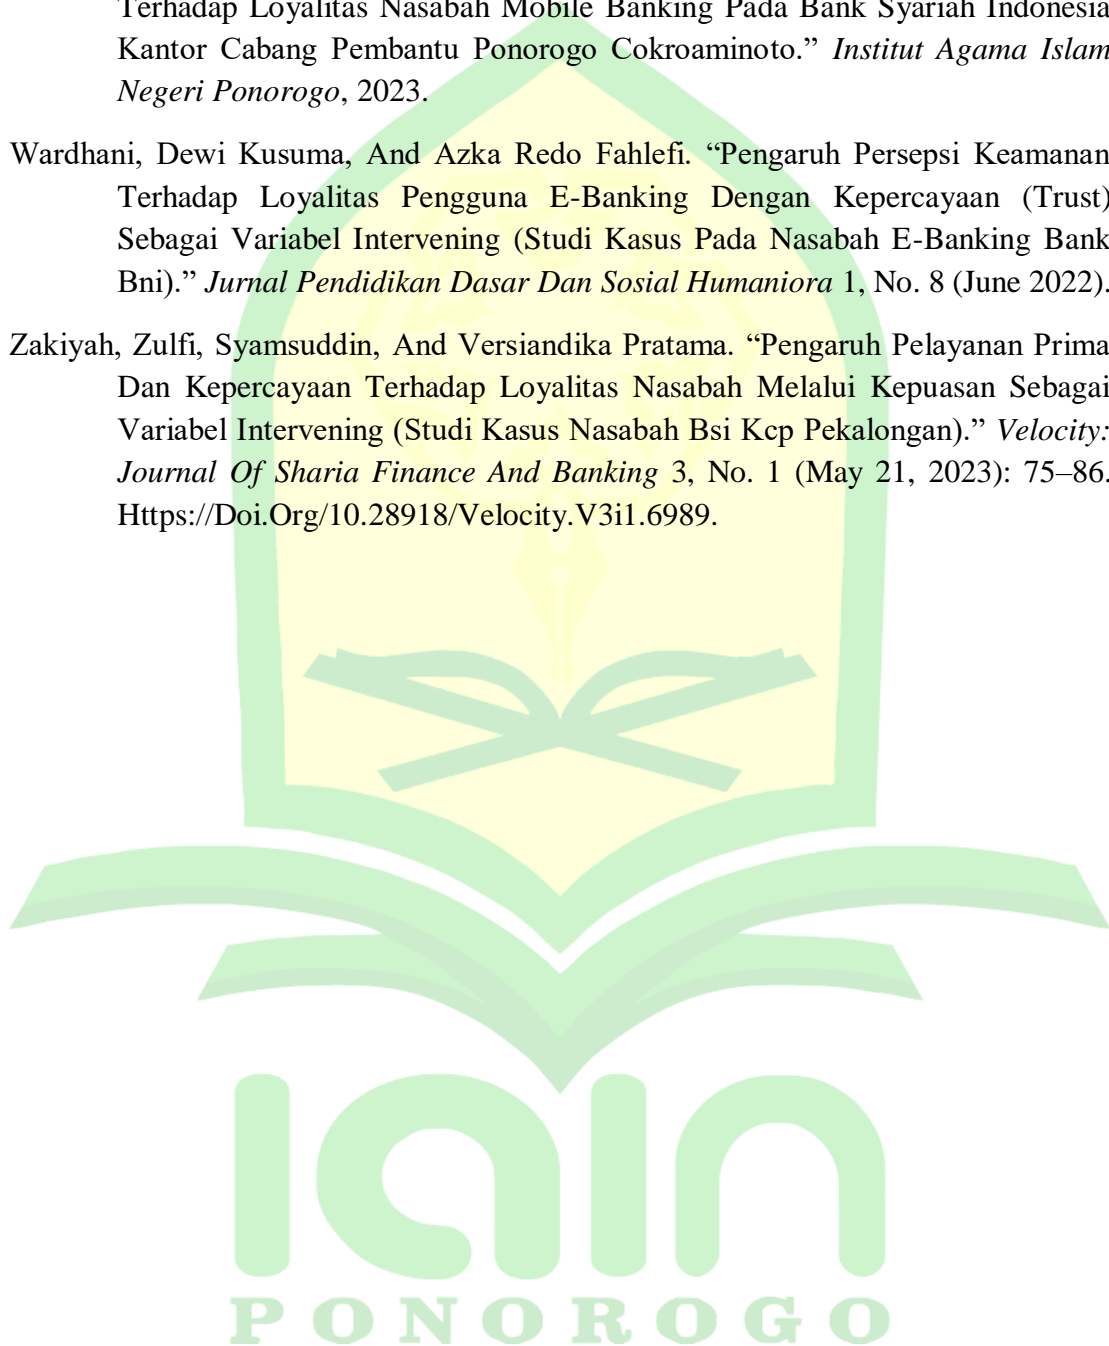 Terhadap Loyalitas Nasabah Mobile Banking Pada Bank Syariah Indonesia
Kantor Cabang Pembantu Ponorogo Cokroaminoto.” Institut Agama Islam
Negeri Ponorogo, 2023.
Wardhani, Dewi Kusuma, And Azka Redo Fahlefi. “Pengaruh Persepsi Keamanan
Terhadap Loyalitas Pengguna E-Banking Dengan Kepercayaan (Trust)
Sebagai Variabel Intervening (Studi Kasus Pada Nasabah E-Banking Bank
Bni).” Jurnal Pendidikan Dasar Dan Sosial Humaniora 1, No. 8 (June 2022).
Zakiyah, Zulfi, Syamsuddin, And Versiandika Pratama. “Pengaruh Pelayanan Prima
Dan Kepercayaan Terhadap Loyalitas Nasabah Melalui Kepuasan Sebagai
Variabel Intervening (Studi Kasus Nasabah Bsi Kcp Pekalongan).” Velocity:
Journal Of Sharia Finance And Banking 3, No. 1 (May 21, 2023): 75–86.
Https://Doi.Org/10.28918/Velocity.V3i1.6989.
iain
PONOROGO